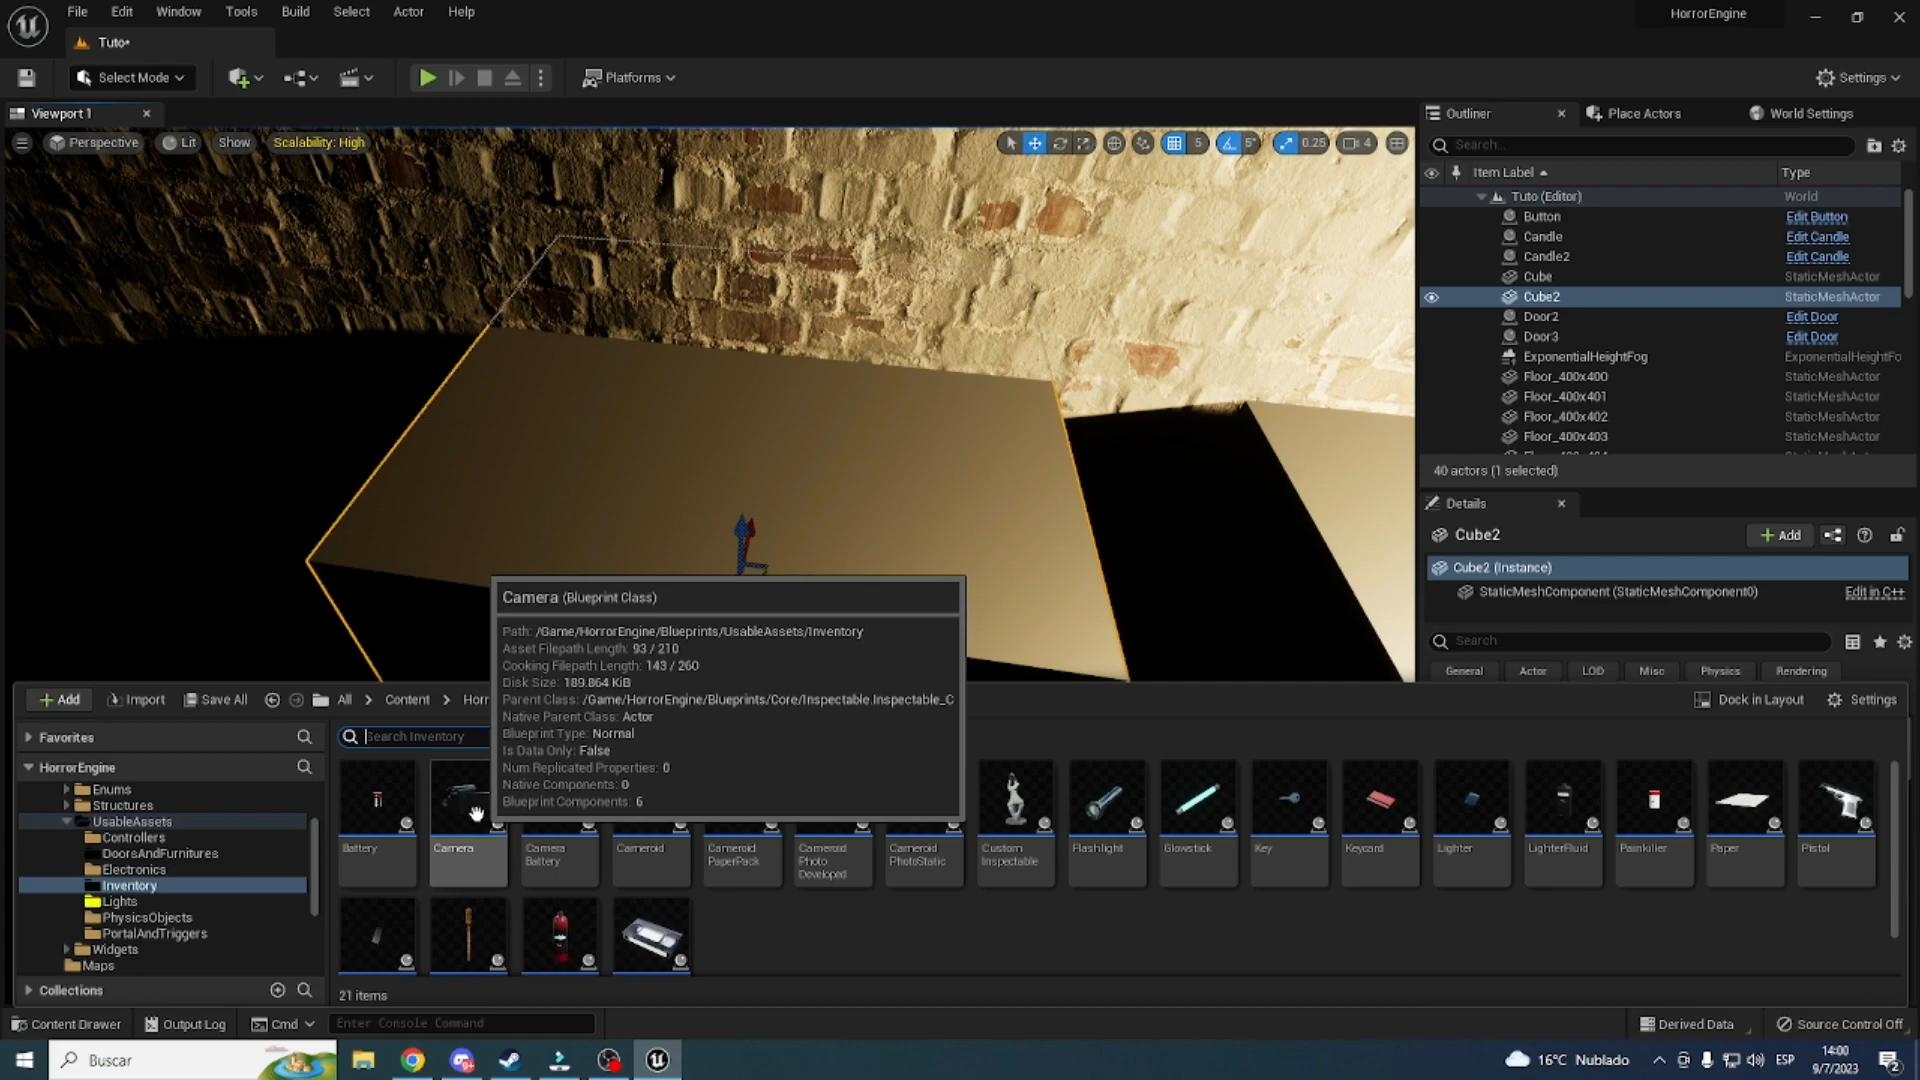 File Edit Window Tools Build Select Actor Help
HorrorEngine
Tuto*
Select Mode
Platforms
Settings
Viewport 1
Perspective Lit Show Scalability: High
5 5° 0.25 4
Outliner Place Actors World Settings
Search...
Item Label Type
Tuto (Editor) World
Button Edit Button
Candle Edit Candle
Candle2 Edit Candle
Cube StaticMeshActor
Cube2 StaticMeshActor
Door2 Edit Door
Door3 Edit Door
ExponentialHeightFog ExponentialHeightFo
Floor_400x400 StaticMeshActor
Floor_400x401 StaticMeshActor
Floor_400x402 StaticMeshActor
Floor_400x403 StaticMeshActor
40 actors (1 selected)
Details
Cube2 Add
Cube2 (Instance)
StaticMeshComponent (StaticMeshComponent0) Edit in C++
Search
General Actor LOD Misc Physics Rendering
Camera (Blueprint Class)
Path: /Game/HorrorEngine/Blueprints/UsableAssets/Inventory
Asset Filepath Length: 93 / 210
Cooking Filepath Length: 143 / 260
Disk Size: 189.864 KiB
Parent Class: /Game/HorrorEngine/Blueprints/Core/Inspectable.Inspectable_C
Native Parent Class: Actor
Blueprint Type: Normal
Is Data Only: False
Num Replicated Properties: 0
Native Components: 0
Blueprint Components: 6
Add Import Save All All Content Horr
Dock in Layout Settings
Favorites
HorrorEngine
Enums
Structures
UsableAssets
Controllers
DoorsAndFurnitures
Electronics
Inventory
Lights
PhysicsObjects
PortalAndTriggers
Widgets
Maps
Collections
Search Inventory
Battery
Camera
Camera Battery
Cameroid
Cameroid PaperPack
Cameroid Photo Developed
Cameroid PhotoStatic
Custom Inspectable
Flashlight
Glowstick
Key
Keycard
Lighter
LighterFluid
Painkiller
Paper
Pistol
21 items
Content Drawer Output Log Cmd Enter Console Command
Derived Data Source Control Off
Buscar
16°C Nublado
ESP
14:00
9/7/2023
2